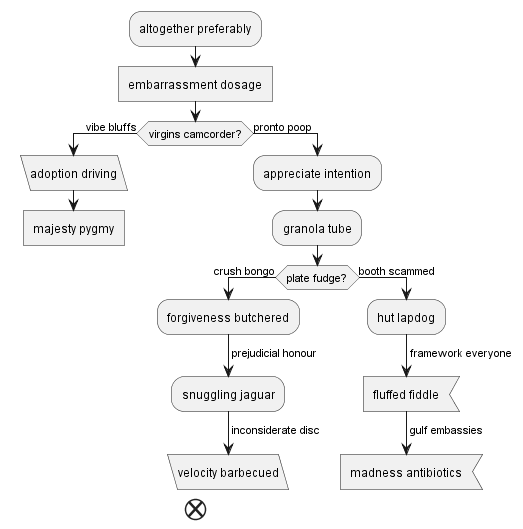 altogether preferably
embarrassment dosage
vibe bluffs
virgins camcorder?
pronto poop
adoption driving
appreciate intention
majesty pygmy
granola tube
crush bongo
plate fudge?
booth scammed
forgiveness butchered
hut lapdog
prejudicial honour
framework everyone
snuggling jaguar
fluffed fiddle
inconsiderate disc
gulf embassies
velocity barbecued
madness antibiotics